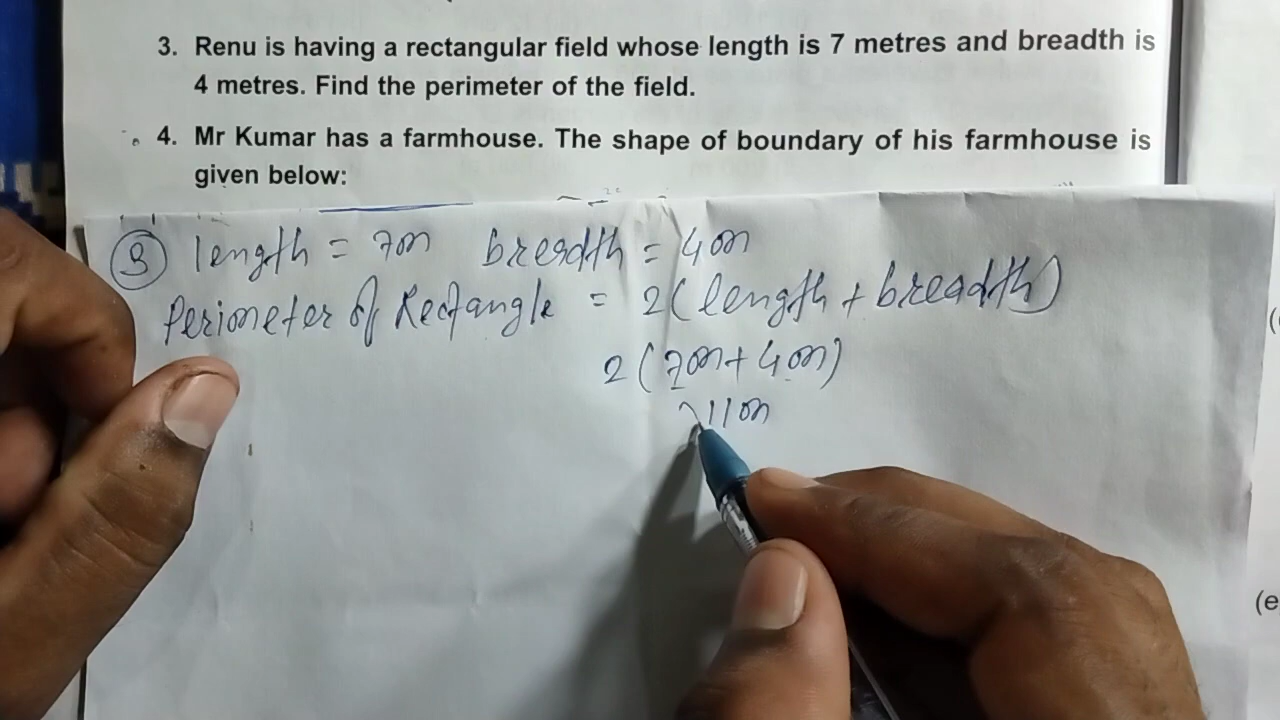 3. Renu is having a rectangular field whose length is 7 metres and breadth is
4 metres. Find the perimeter of the field.
4. Mr Kumar has a farmhouse. The shape of boundary of his farmhouse is
given below:
3 length = 7m breadth = 4m
Perimeter of Rectangle = 2(length + breadth)
2(7m + 4m)
11m
(e